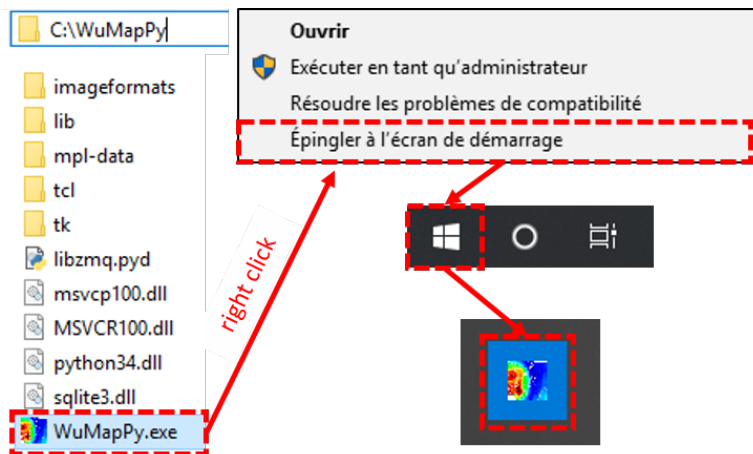 C:\WuMapPy
imageformats
lib
mpl-data
tcl
tk
libzmq.pyd
msvcp100.dll
MSVCR100.dll
python34.dll
sqlite3.dll
WuMapPy.exe
right click
Ouvrir
Exécuter en tant qu'administrateur
Résoudre les problèmes de compatibilité
Épingler à l'écran de démarrage